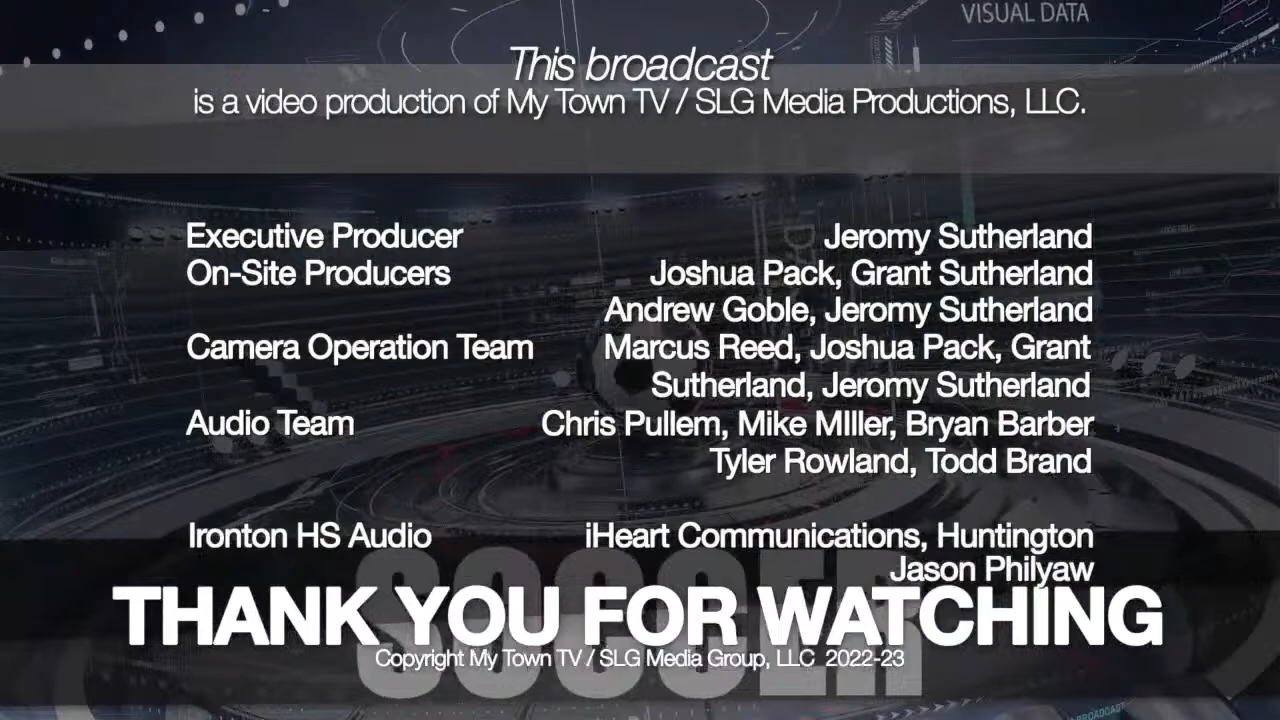 VISUAL DATA
This broadcast
is a video production of My Town TV / SLG Media Productions, LLC.
Executive Producer Jeromy Sutherland
On-Site Producers Joshua Pack, Grant Sutherland
Andrew Goble, Jeromy Sutherland
Camera Operation Team Marcus Reed, Joshua Pack, Grant
Sutherland, Jeromy Sutherland
Audio Team Chris Pullem, Mike MIller, Bryan Barber
Tyler Rowland, Todd Brand
Ironton HS Audio iHeart Communications, Huntington
Jason Philyaw
SOCCER
THANK YOU FOR WATCHING
Copyright My Town TV / SLG Media Group, LLC 2022-23
BROADCAST